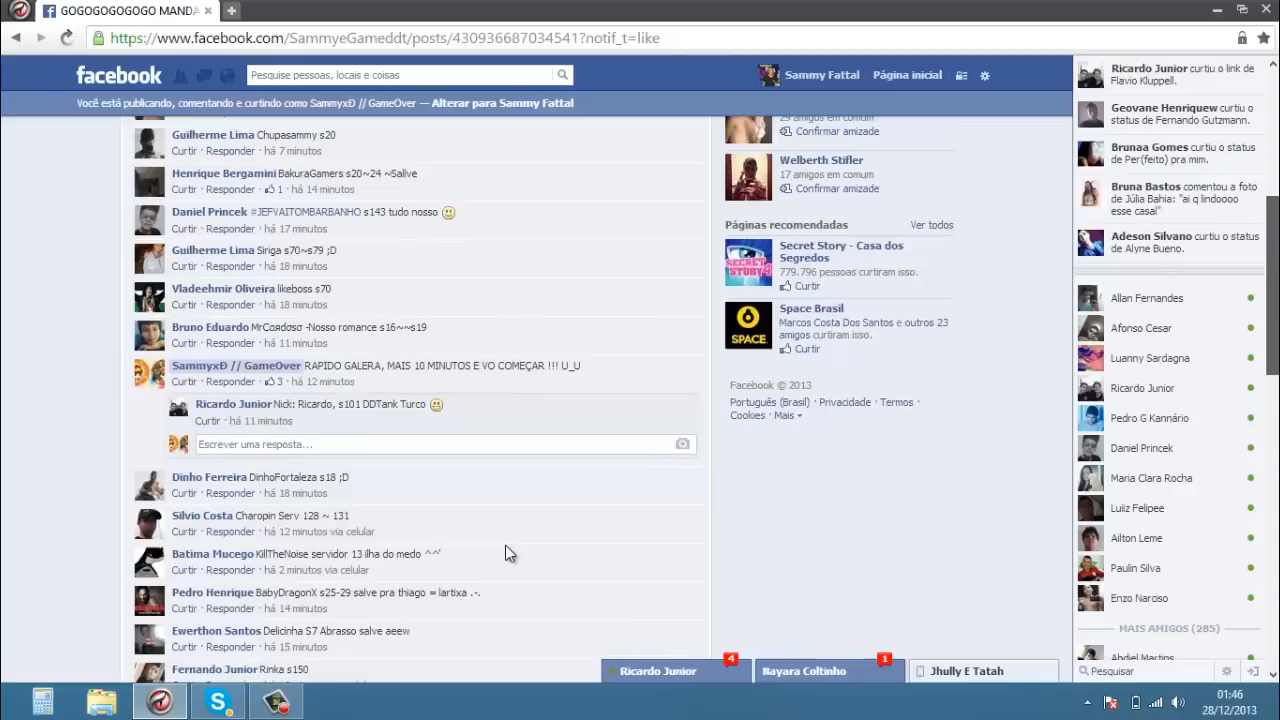 GOGOGOGOGOGO MANDA
https://www.facebook.com/SammyeGameddt/posts/430936687034541?notif_t=like
facebook
Pesquise pessoas, locais e coisas
Sammy Fattal
Página inicial
Você está publicando, comentando e curtindo como SammyxÐ // GameOver — Alterar para Sammy Fattal
Guilherme Lima Chupasammy s20
Curtir · Responder · há 7 minutos
Henrique Bergamini BakuraGamers s20~24 ~Sallve
Curtir · Responder · 1 · há 14 minutos
Daniel Princek #JEFVAITOMBARBANHO s143 tudo nosso
Curtir · Responder · há 17 minutos
Guilherme Lima Siriga s70~s79 ;D
Curtir · Responder · há 18 minutos
Vladeehmir Oliveira likeboss s70
Curtir · Responder · há 18 minutos
Bruno Eduardo -Nosso romance s16~~s19
Curtir · Responder · há 11 minutos
SammyxÐ // GameOver RAPIDO GALERA, MAIS 10 MINUTOS E VO COMEÇAR !!! U_U
Curtir · Responder · 3 · há 12 minutos
Ricardo Junior Nick: Ricardo, s101 DDTank Turco
Curtir · há 11 minutos
Escrever uma resposta...
Dinho Ferreira DinhoFortaleza s18 ;D
Curtir · Responder · há 18 minutos
Silvio Costa Charopin Serv 128 ~ 131
Curtir · Responder · há 12 minutos via celular
Batima Mucego KillTheNoise servidor 13 ilha do medo ^^'
Curtir · Responder · há 2 minutos via celular
Pedro Henrique BabyDragonX s25-29 salve pra thiago = lartixa .-.
Curtir · Responder · há 14 minutos
Ewerthon Santos Delicinha S7 Abrasso salve aeew
Curtir · Responder · há 15 minutos
Fernando Junior Rinka s150
29 amigos em comum
Confirmar amizade
Welberth Stifler
17 amigos em comum
Confirmar amizade
Páginas recomendadas
Ver todos
Secret Story - Casa dos
Segredos
779.796 pessoas curtiram isso.
Curtir
Space Brasil
Marcos Costa Dos Santos e outros 23
amigos curtiram isso.
Curtir
SECRET
STORY 4
SPACE
Facebook © 2013
Português (Brasil) · Privacidade · Termos ·
Cookies · Mais
Ricardo Junior curtiu o link de
Flavio Kluppell.
Geovane Henriquew curtiu o
status de Fernando Gutzmann.
Brunaa Gomes curtiu o status
de Per(feito) pra mim.
Bruna Bastos comentou a foto
de Júlia Bahia: "ai q lindoooo
esse casal"
Adeson Silvano curtiu o status
de Alyne Bueno.
Allan Fernandes
Afonso Cesar
Luanny Sardagna
Ricardo Junior
Pedro G Kannário
Daniel Princek
Maria Clara Rocha
Luiiz Felipee
Ailton Leme
Paulin Silva
Enzo Narciso
MAIS AMIGOS (285)
Abdiel Martins
Pesquisar
Ricardo Junior
4
Nayara Coltinho
1
Jhully E Tatah
01:46
28/12/2013